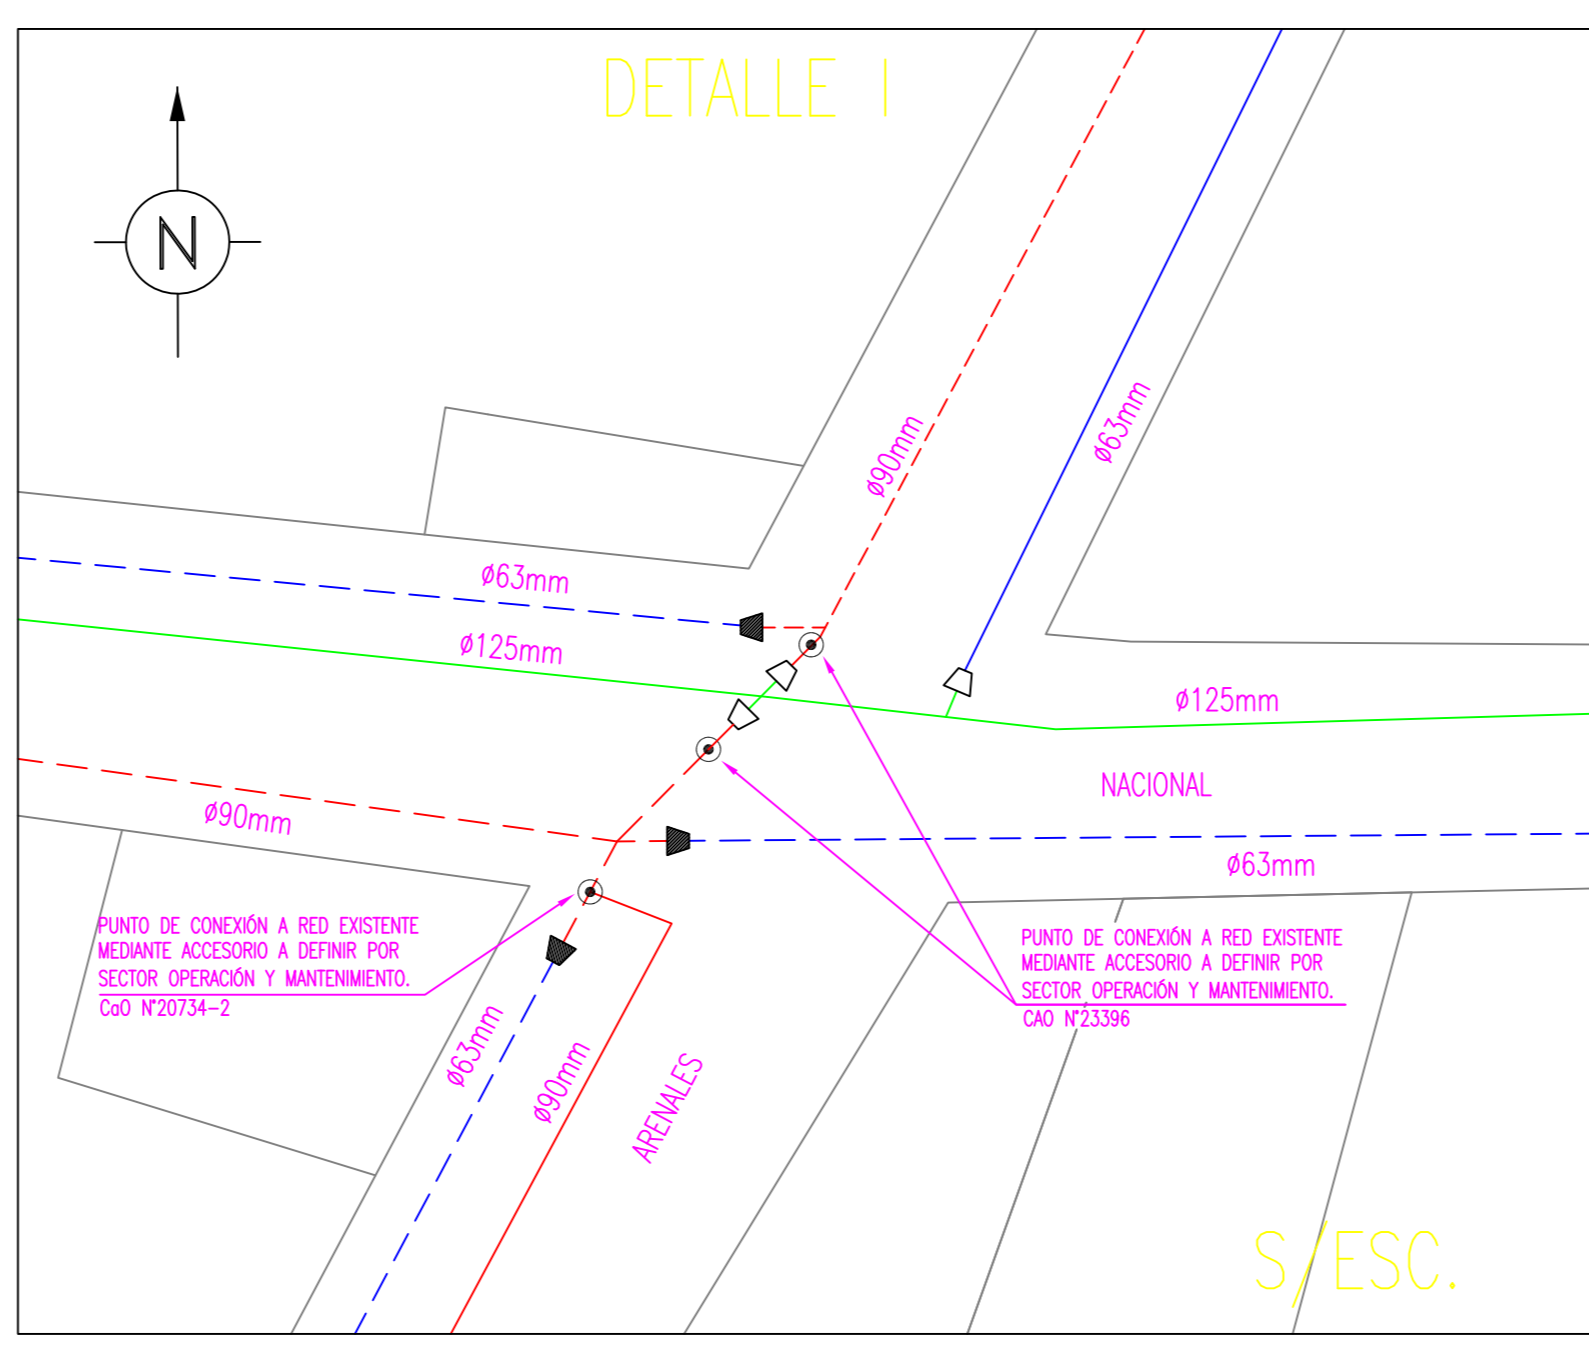 DETALLE I
N
Ø90mm
Ø63mm
Ø63mm
Ø125mm
Ø125mm
NACIONAL
Ø90mm
Ø63mm
PUNTO DE CONEXIÓN A RED EXISTENTE
MEDIANTE ACCESORIO A DEFINIR POR
SECTOR OPERACIÓN Y MANTENIMIENTO.
CaO N°20734-2
PUNTO DE CONEXIÓN A RED EXISTENTE
MEDIANTE ACCESORIO A DEFINIR POR
SECTOR OPERACIÓN Y MANTENIMIENTO.
CAO N°23396
Ø63mm
Ø90mm
ARENALES
S/ESC.